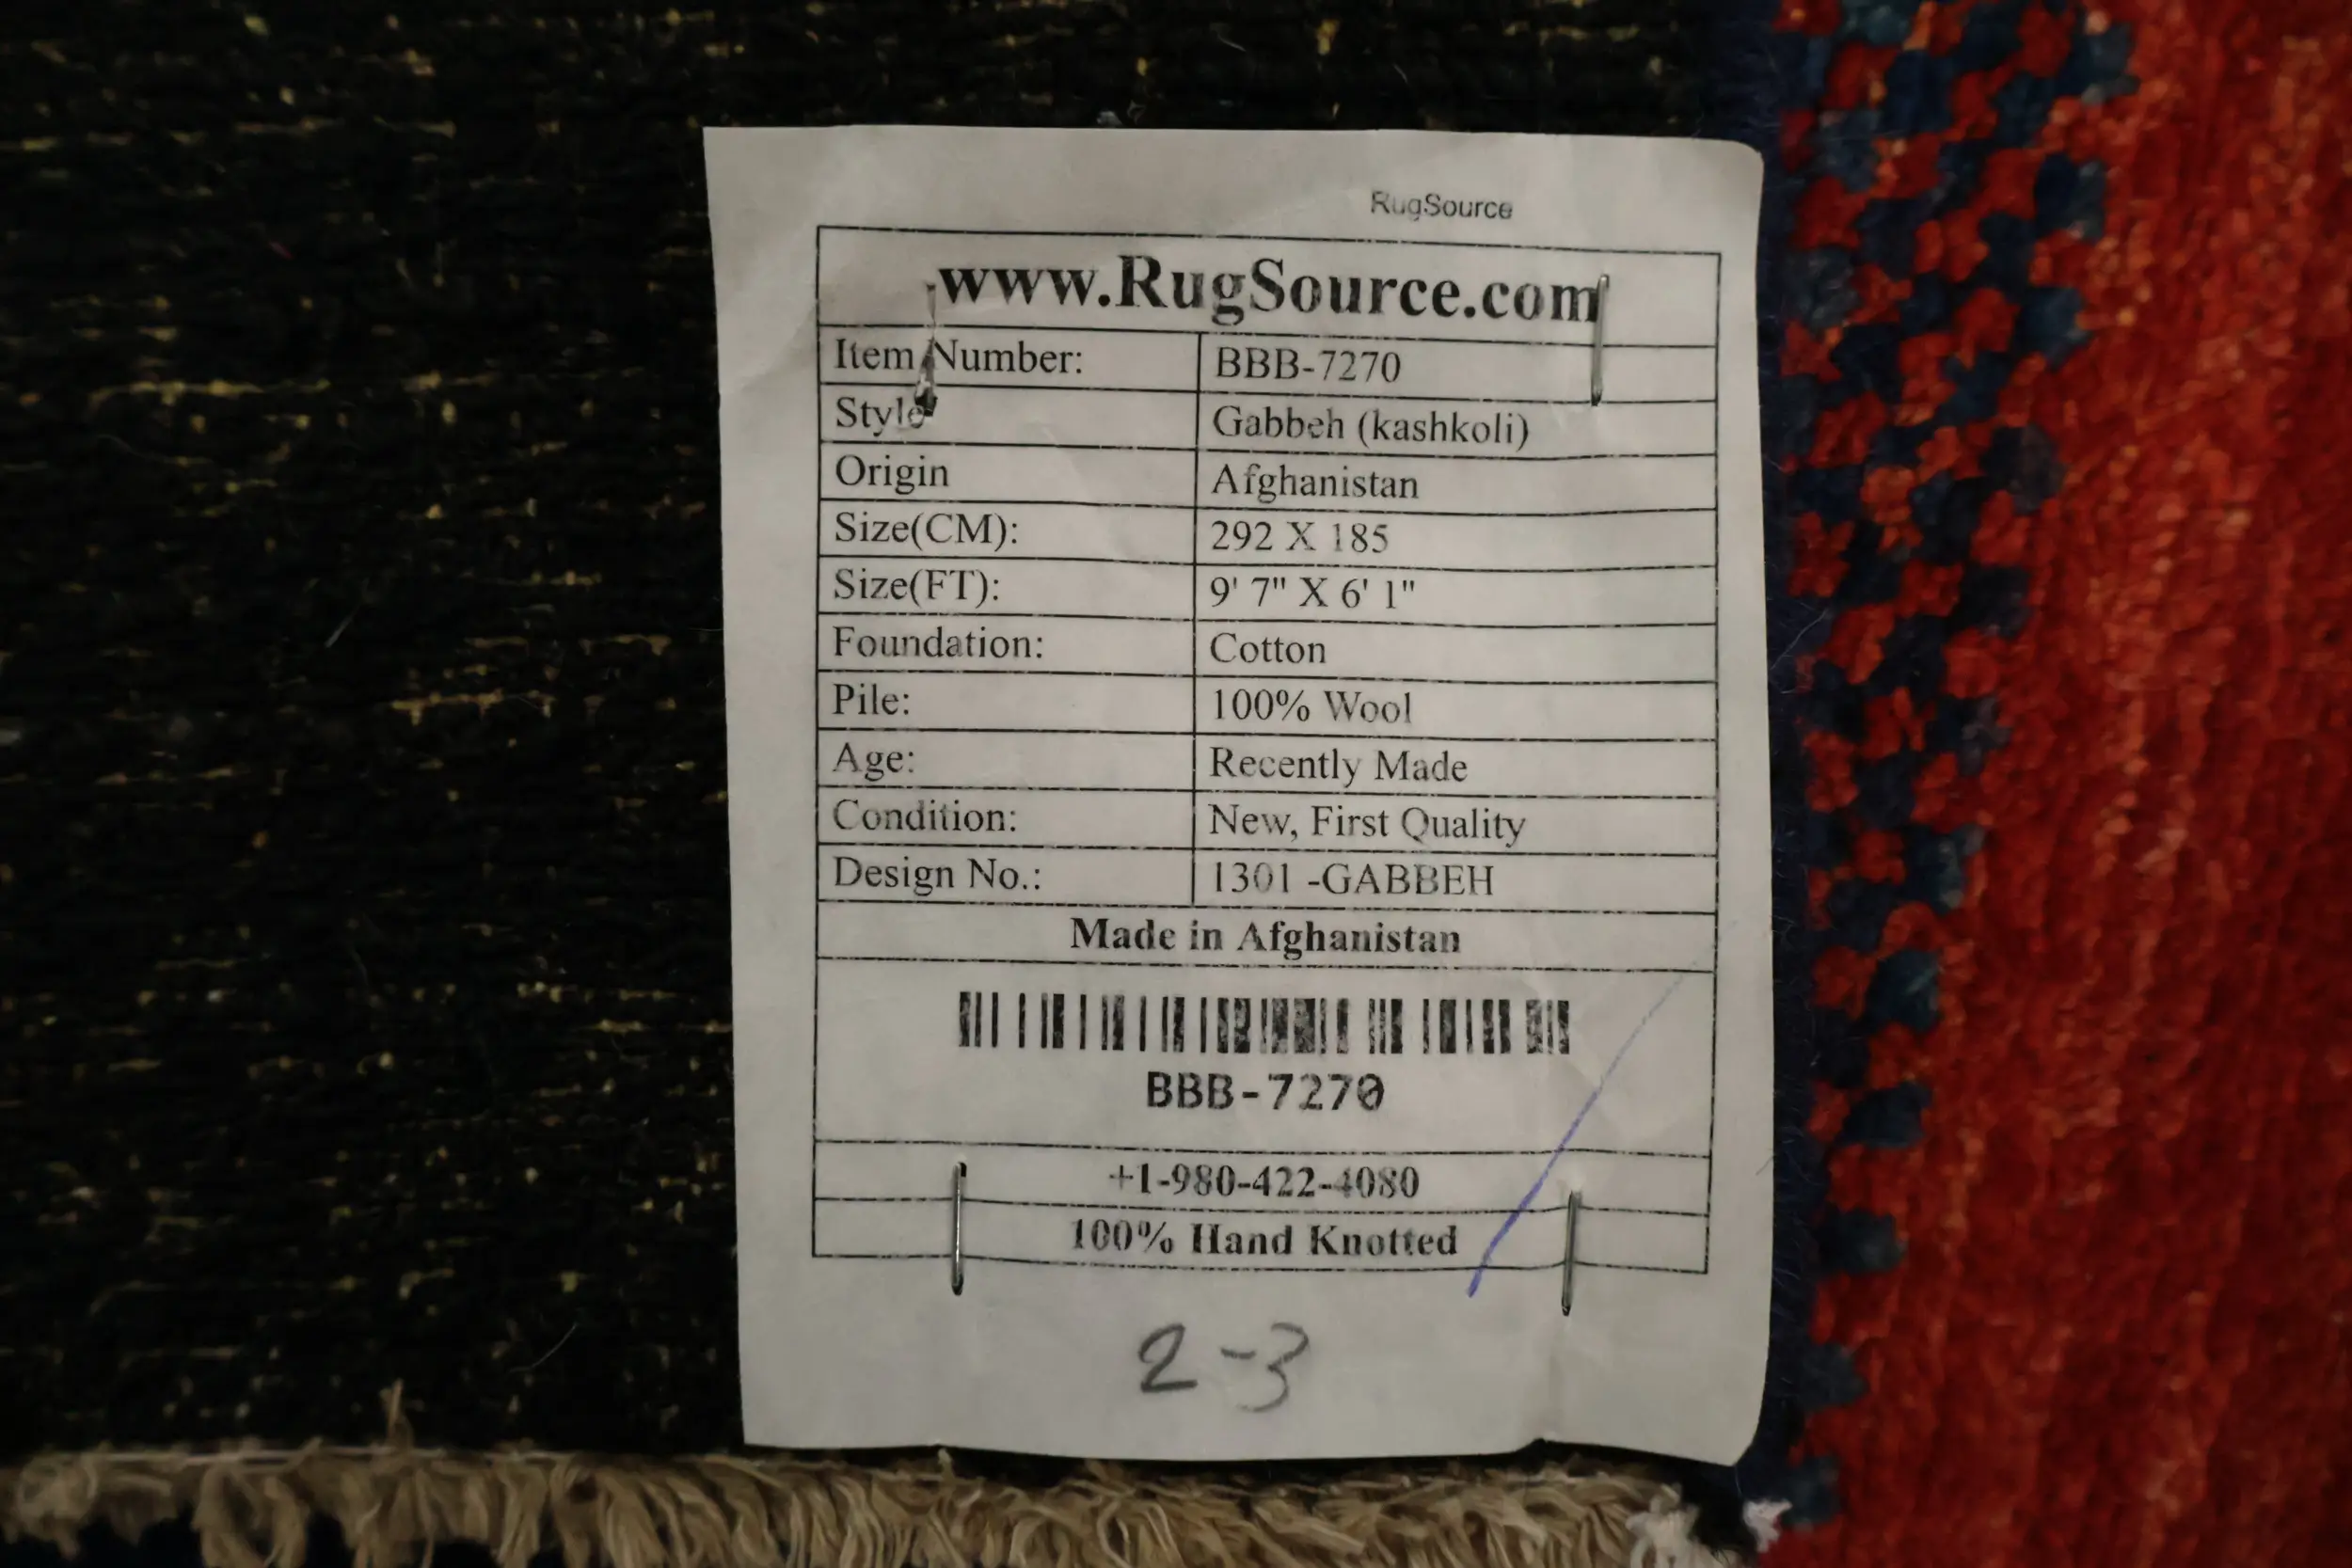 RugSource
www.RugSource.com
Item Number: BBB-7270
Style Gabbeh (kashkoli)
Origin Afghanistan
Size(CM): 292 X 185
Size(FT): 9' 7" X 6' 1"
Foundation: Cotton
Pile: 100% Wool
Age: Recently Made
Condition: New, First Quality
Design No.: 1301 -GABBEH
Made in Afghanistan
BBB-7270
+1-980-422-4080
100% Hand Knotted
2-3